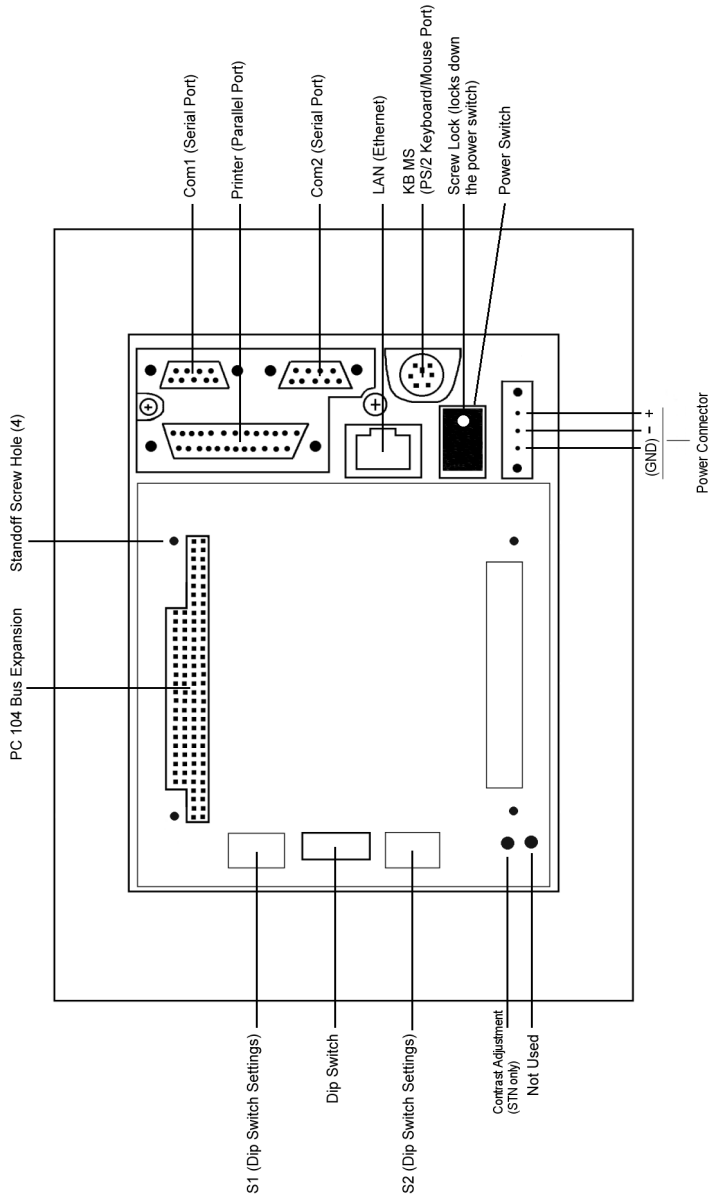 Com1 (Serial Port)
Printer (Parallel Port)
Com2 (Serial Port)
LAN (Ethernet)
KB MS
(PS/2 Keyboard/Mouse Port)
Screw Lock (locks down
the power switch)
Power Switch
Standoff Screw Hole (4)
PC 104 Bus Expansion
+
-
(GND)
Power Connector
S1 (Dip Switch Settings)
Dip Switch
S2 (Dip Switch Settings)
Contrast Adjustment
(STN only)
Not Used